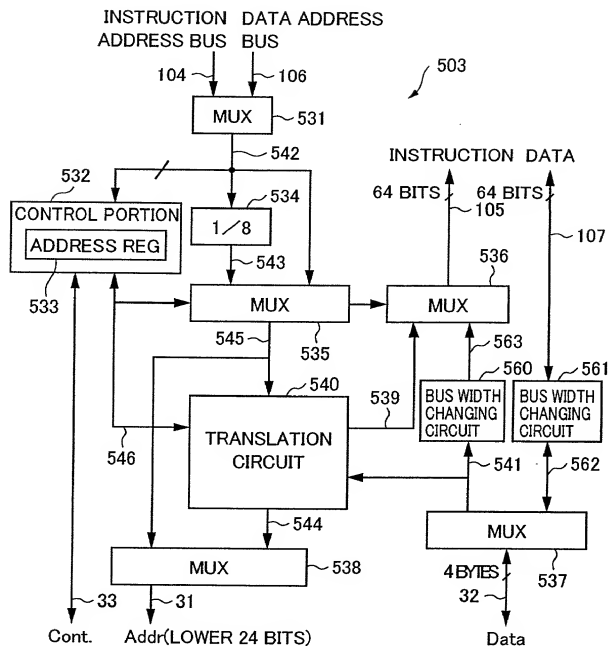 INSTRUCTION DATA ADDRESS
ADDRESS BUS BUS
104
106
503
MUX
531
542
INSTRUCTION DATA
532
534
64 BITS
64 BITS
105
107
CONTROL PORTION
ADDRESS REG
533
1/8
543
536
MUX
MUX
545
535
563
560
561
540
539
BUS WIDTH
CHANGING
CIRCUIT
BUS WIDTH
CHANGING
CIRCUIT
546
TRANSLATION
CIRCUIT
541
562
544
MUX
537
MUX
538
4 BYTES
32
33
31
Cont.
Addr(LOWER 24 BITS)
Data